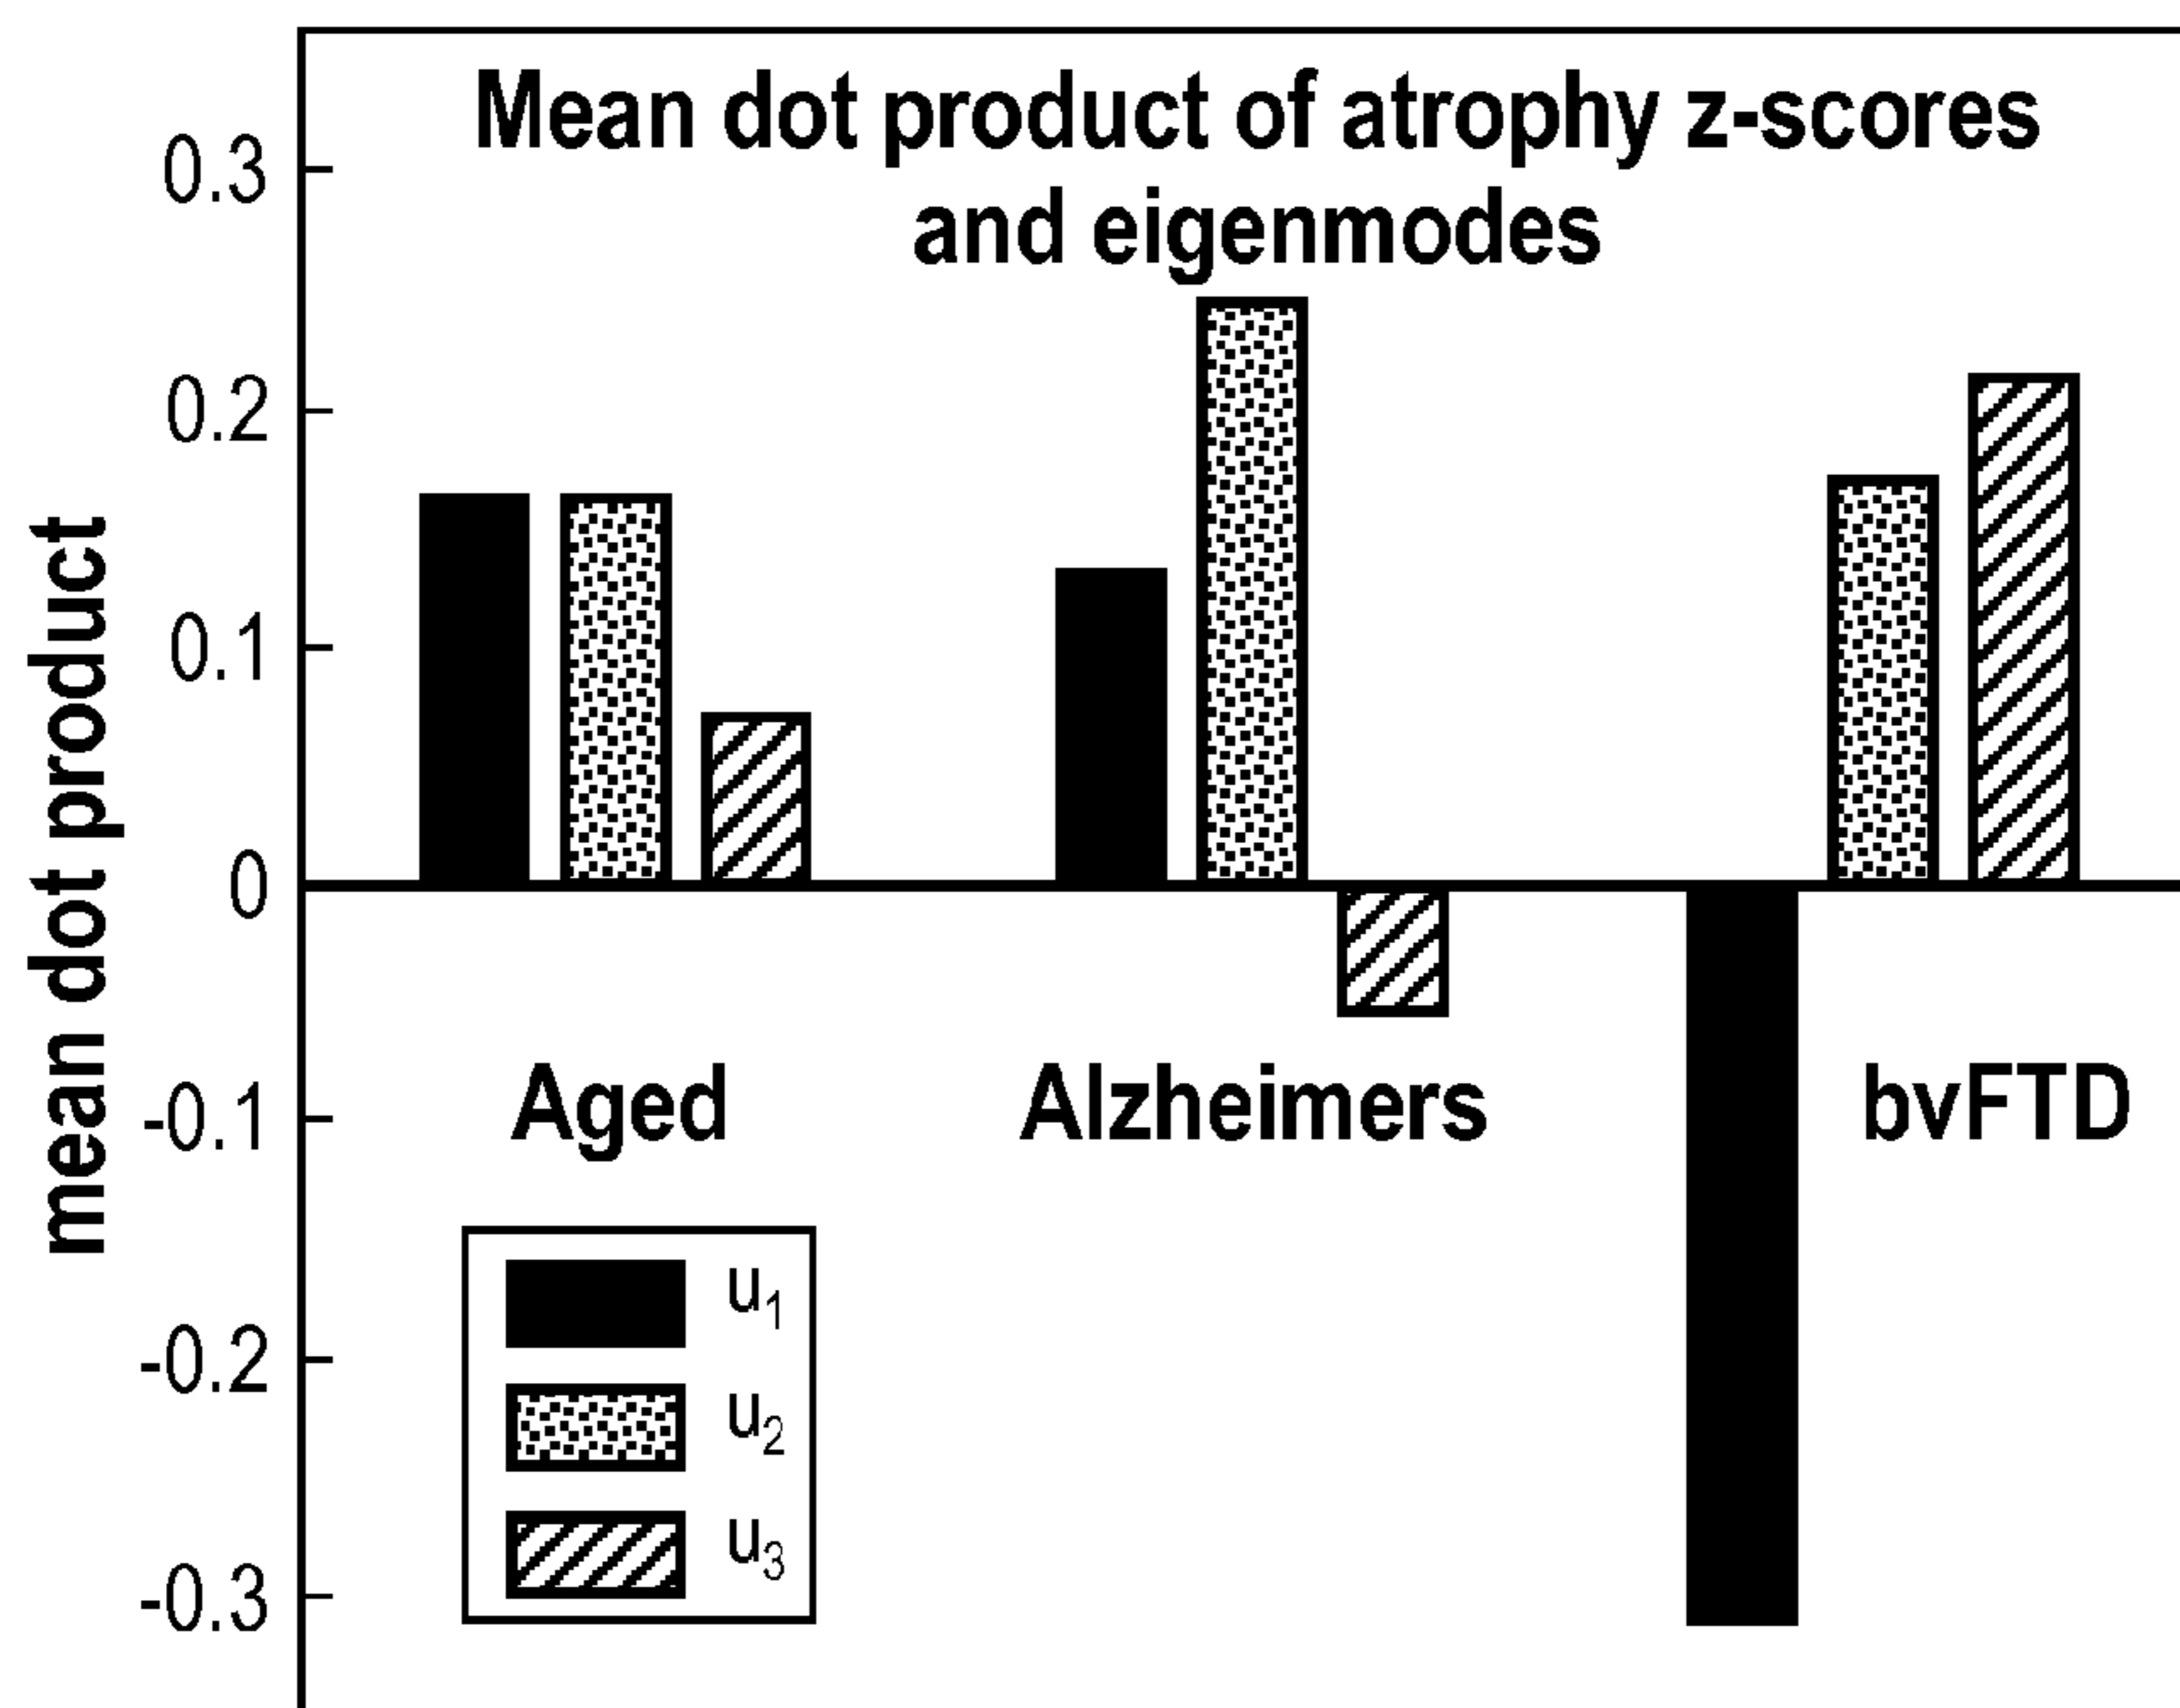 Mean dot product of atrophy z-scores
and eigenmodes
mean dot product
0.3
0.2
0.1
0
-0.1
-0.2
-0.3
Aged
Alzheimers
bvFTD
u1
u2
u3